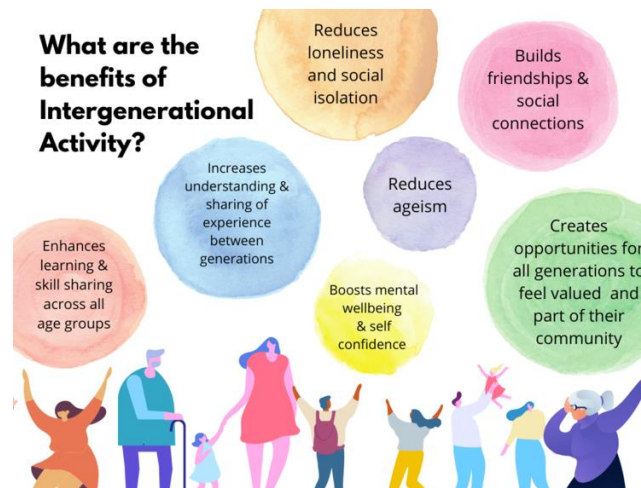 What are the
benefits of
Intergenerational
Activity?
Reduces
loneliness
and social
isolation
Builds
friendships &
social
connections
Increases
understanding &
sharing of
experience
between
generations
Reduces
ageism
Enhances
learning &
skill sharing
across all
age groups
Boosts mental
wellbeing
& self
confidence
Creates
opportunities for
all generations to
feel valued and
part of their
community